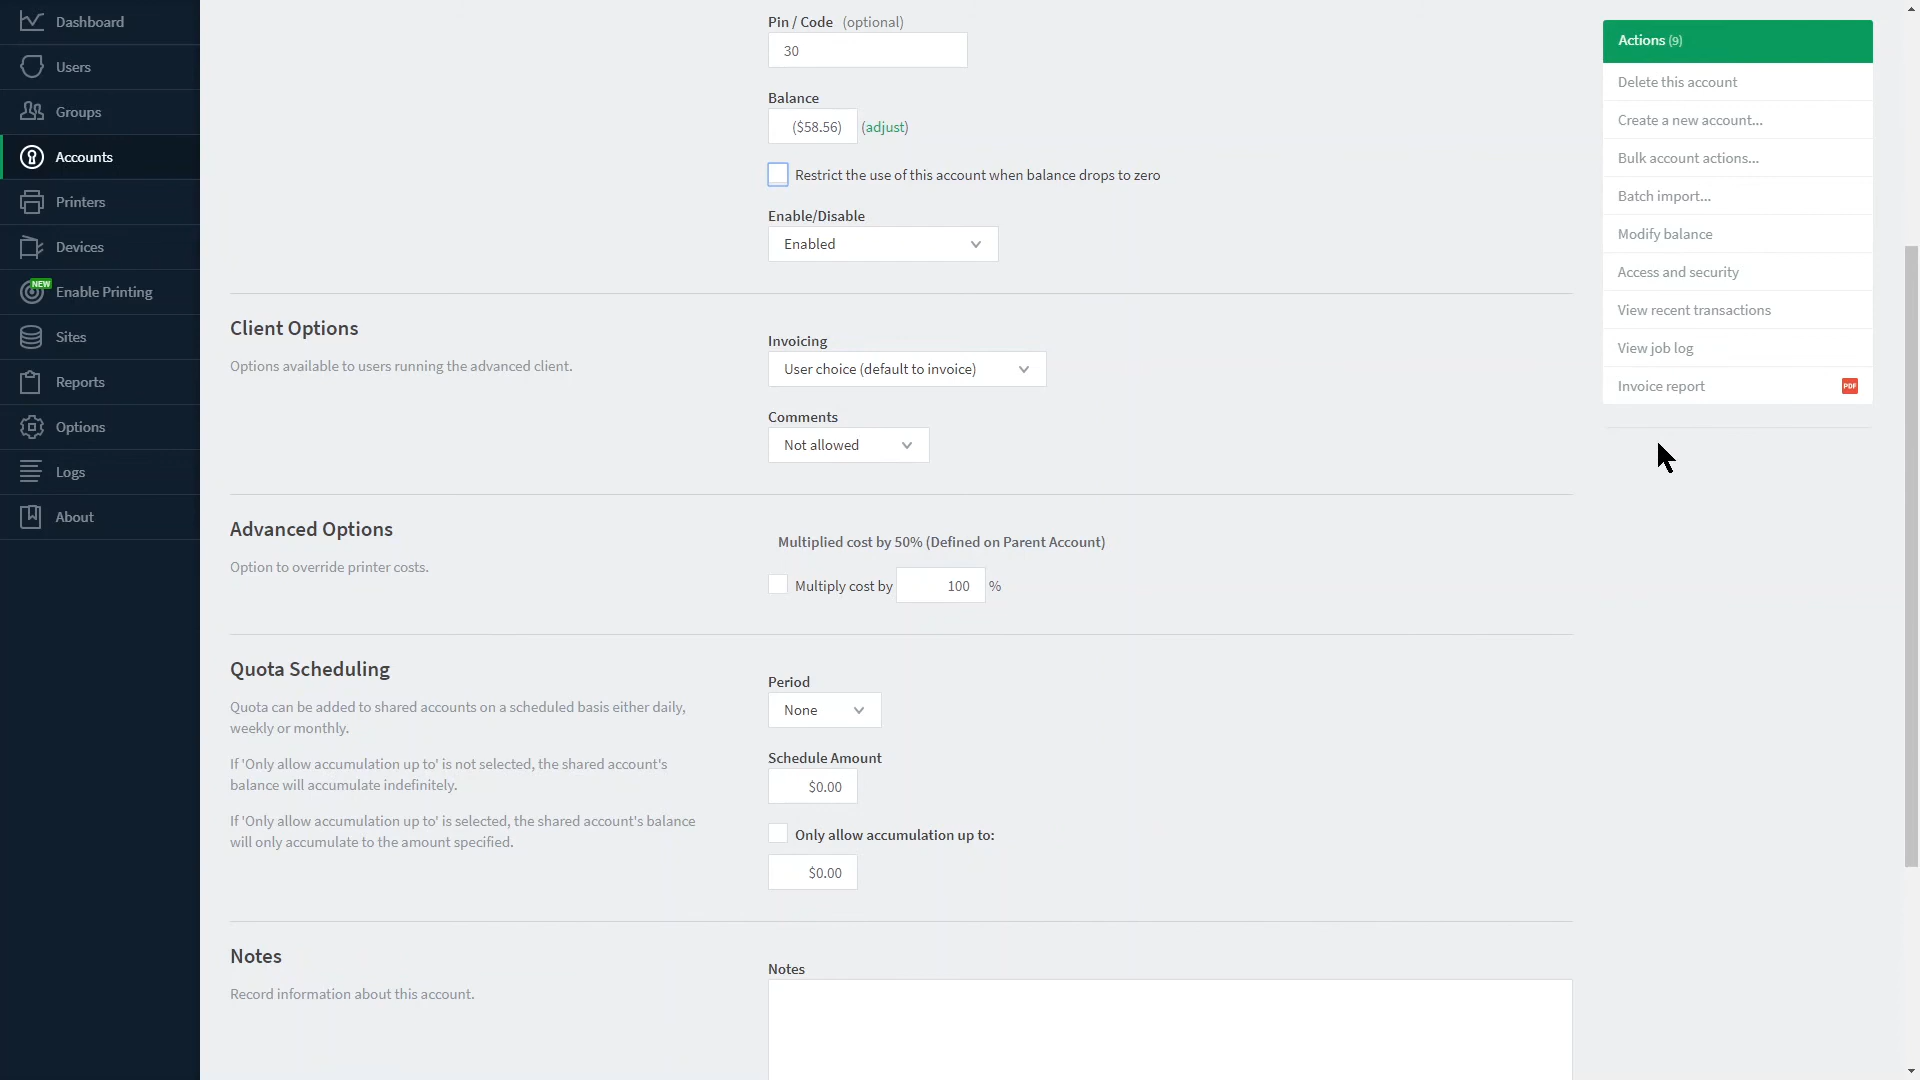 Dashboard
Users
Groups
Accounts
Printers
Devices
NEW
Enable Printing
Sites
Reports
Options
Logs
About
Pin / Code (optional)
30
Balance
($58.56) (adjust)
Restrict the use of this account when balance drops to zero
Enable/Disable
Enabled
Client Options
Options available to users running the advanced client.
Invoicing
User choice (default to invoice)
Comments
Not allowed
Advanced Options
Option to override printer costs.
Multiplied cost by 50% (Defined on Parent Account)
Multiply cost by 100 %
Quota Scheduling
Quota can be added to shared accounts on a scheduled basis either daily,
weekly or monthly.
If 'Only allow accumulation up to' is not selected, the shared account's
balance will accumulate indefinitely.
If 'Only allow accumulation up to' is selected, the shared account's balance
will only accumulate to the amount specified.
Period
None
Schedule Amount
$0.00
Only allow accumulation up to:
$0.00
Notes
Record information about this account.
Notes
Actions (9)
Delete this account
Create a new account...
Bulk account actions...
Batch import...
Modify balance
Access and security
View recent transactions
View job log
Invoice report
PDF